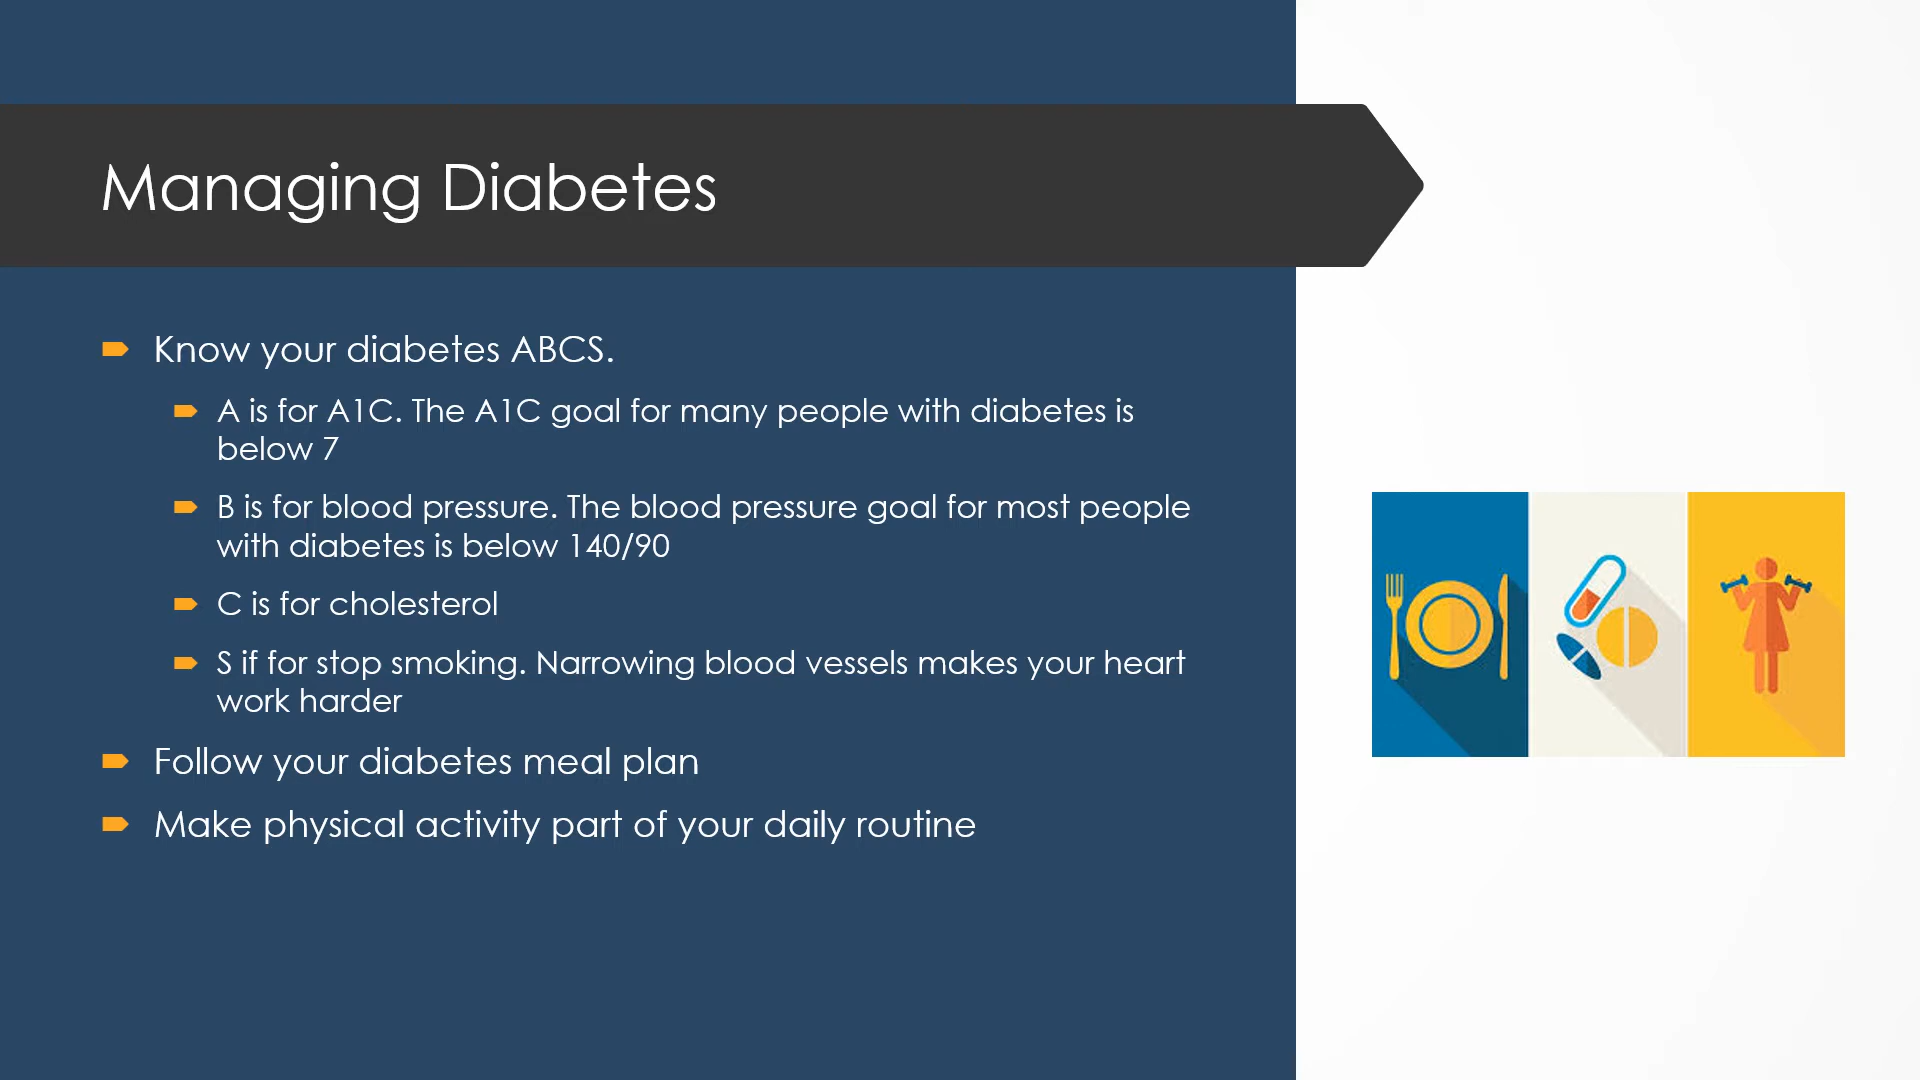 Managing Diabetes
Know your diabetes ABCS.
A is for A1C. The A1C goal for many people with diabetes is
below 7
B is for blood pressure. The blood pressure goal for most people
with diabetes is below 140/90
C is for cholesterol
S if for stop smoking. Narrowing blood vessels makes your heart
work harder
Follow your diabetes meal plan
Make physical activity part of your daily routine